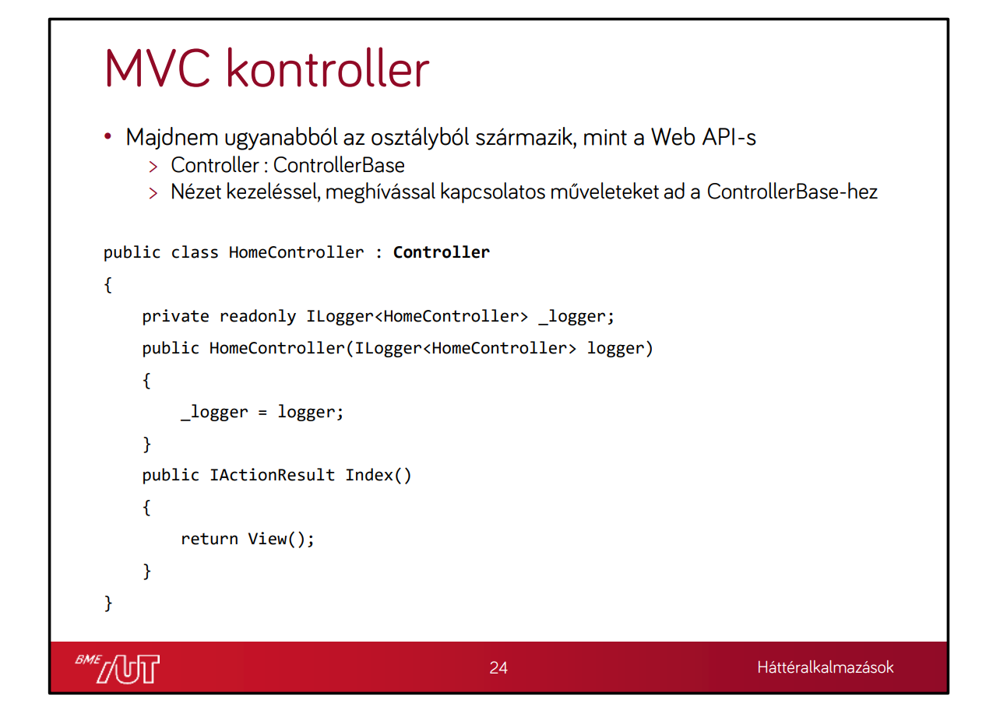 MVC kontroller
• Majdnem ugyanabból az osztályból származik, mint a Web API-s
> Controller : ControllerBase
> Nézet kezeléssel, meghívással kapcsolatos műveleteket ad a ControllerBase-hez
public class HomeController : Controller
{
    private readonly ILogger<HomeController> _logger;
    public HomeController(ILogger<HomeController> logger)
    {
        _logger = logger;
    }
    public IActionResult Index()
    {
        return View();
    }
}
BME AUT
24
Háttéralkalmazások